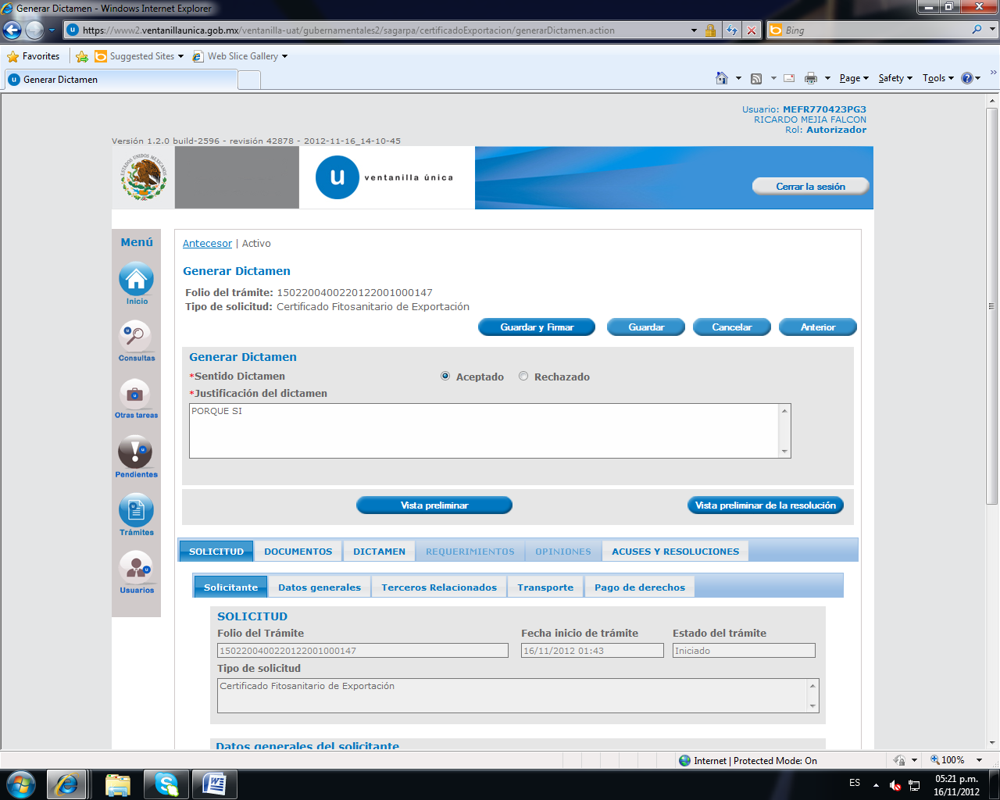 Generar Dictamen - Windows Internet Explorer
https://www2.ventanillaunica.gob.mx/ventanilla-uat/gubernamentales2/sagarpa/certificadoExportacion/generarDictamen.action
Bing
Favorites
Suggested Sites
Web Slice Gallery
Generar Dictamen
Page
Safety
Tools
Usuario: MEFR770423PG3
RICARDO MEJIA FALCON
Rol: Autorizador
Versión 1.2.0 build-2596 - revisión 42878 - 2012-11-16_14-10-45
ESTADOS UNIDOS MEXICANOS
u
ventanilla única
Cerrar la sesión
Menú
Inicio
Consultas
Otras tareas
Pendientes
Trámites
Usuarios
Antecesor | Activo
Generar Dictamen
Folio del trámite: 1502200400220122001000147
Tipo de solicitud: Certificado Fitosanitario de Exportación
Guardar y Firmar
Guardar
Cancelar
Anterior
Generar Dictamen
*Sentido Dictamen
Aceptado
Rechazado
*Justificación del dictamen
PORQUE SI
Vista preliminar
Vista preliminar de la resolución
SOLICITUD
DOCUMENTOS
DICTAMEN
REQUERIMIENTOS
OPINIONES
ACUSES Y RESOLUCIONES
Solicitante
Datos generales
Terceros Relacionados
Transporte
Pago de derechos
SOLICITUD
Folio del Trámite
Fecha inicio de trámite
Estado del trámite
1502200400220122001000147
16/11/2012 01:43
Iniciado
Tipo de solicitud
Certificado Fitosanitario de Exportación
Datos generales del solicitante
Internet | Protected Mode: On
100%
ES
05:21 p.m.
16/11/2012